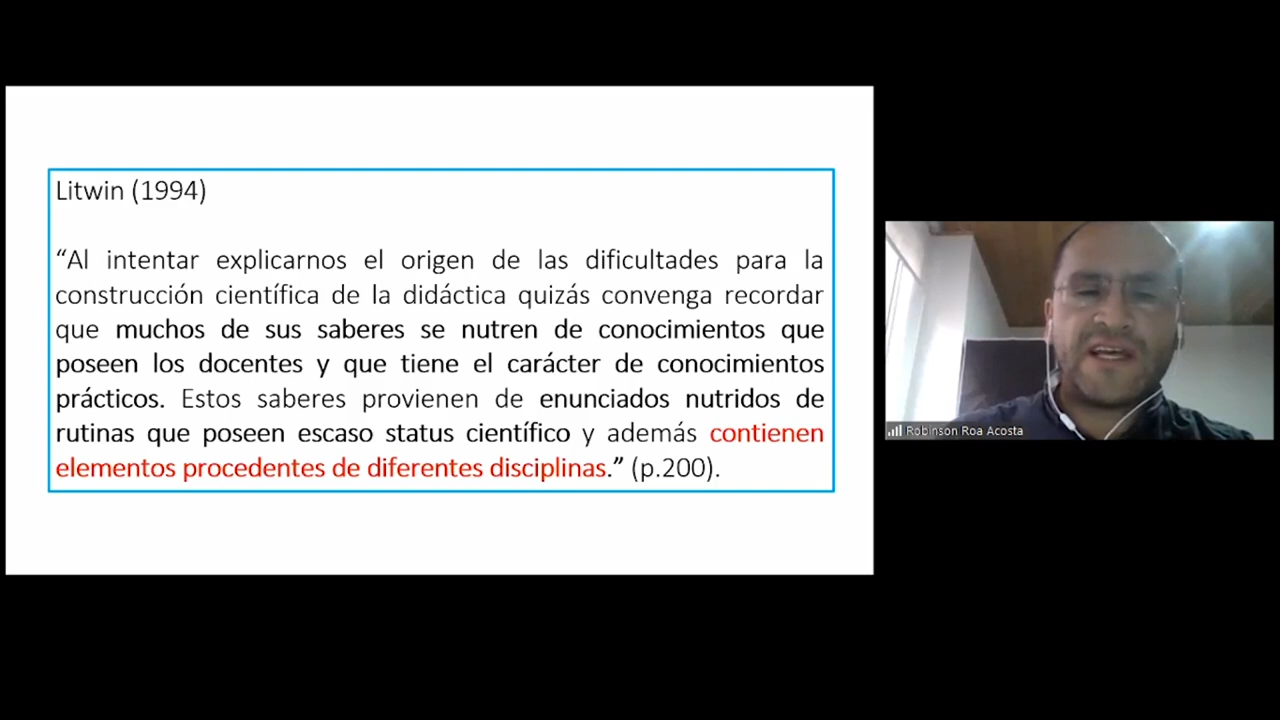 Litwin (1994)
“Al intentar explicarnos el origen de las dificultades para la
construcción científica de la didáctica quizás convenga recordar
que muchos de sus saberes se nutren de conocimientos que
poseen los docentes y que tiene el carácter de conocimientos
prácticos. Estos saberes provienen de enunciados nutridos de
rutinas que poseen escaso status científico y además contienen
elementos procedentes de diferentes disciplinas.” (p.200).
Robinson Roa Acosta